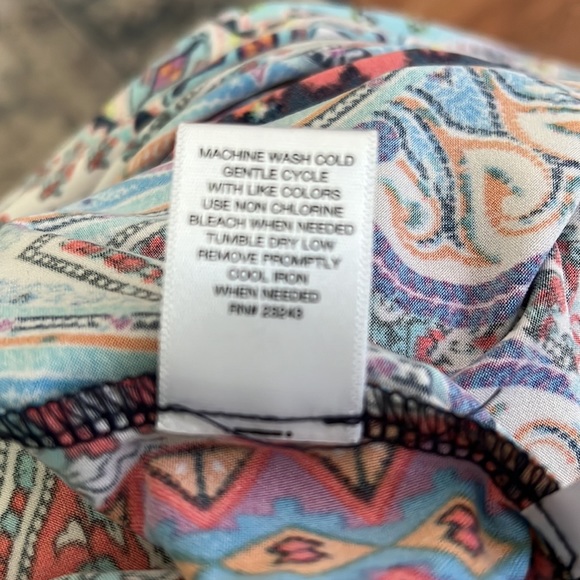 MACHINE WASH COLD
GENTLE CYCLE
WITH LIKE COLORS
USE NON CHLORINE
BLEACH WHEN NEEDED
TUMBLE DRY LOW
REMOVE PROMPTLY
COOL IRON
WHEN NEEDED
RN# 23243